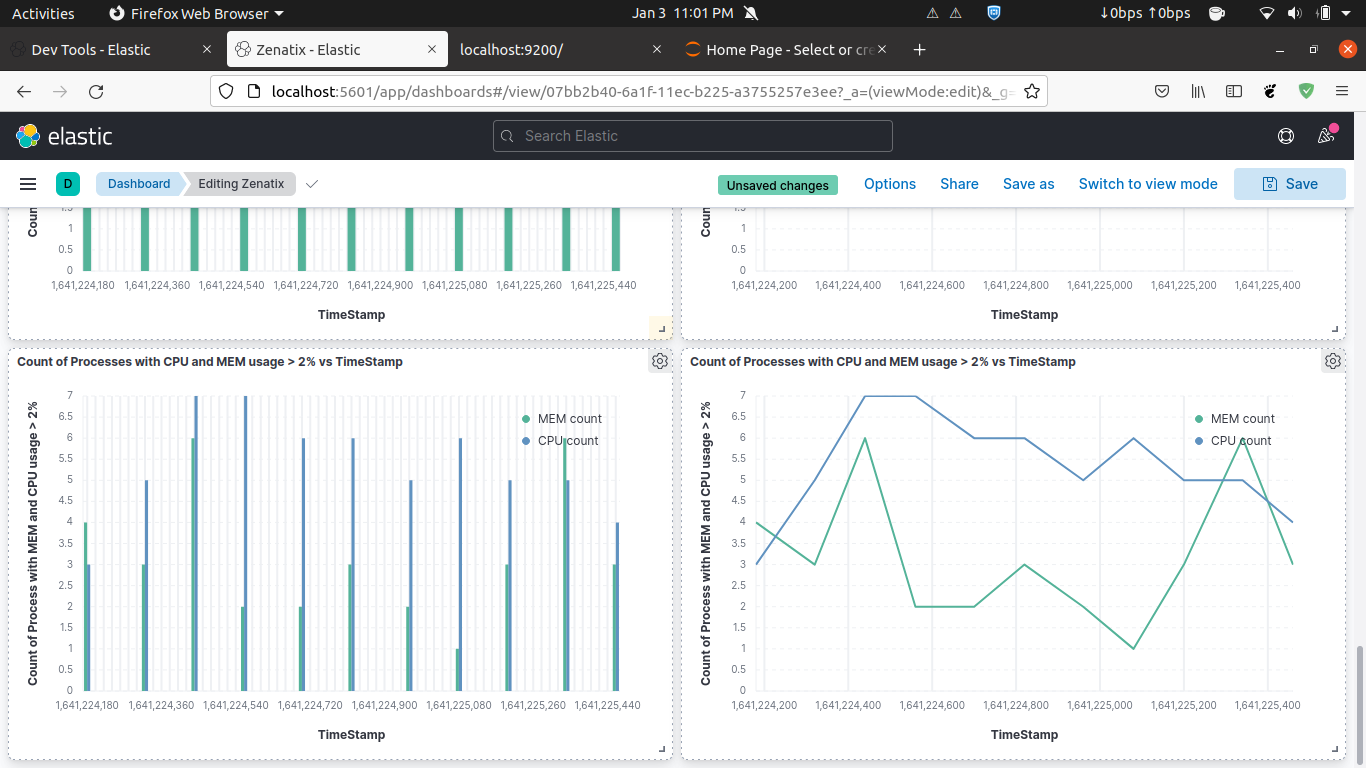 Activities Firefox Web Browser Jan 3 11:01 PM ↓0bps ↑0bps
Dev Tools - Elastic Zenatix - Elastic localhost:9200/ Home Page - Select or cre
localhost:5601/app/dashboards#/view/07bb2b40-6a1f-11ec-b225-a3755257e3ee?_a=(viewMode:edit)&_g=
elastic Search Elastic
D Dashboard Editing Zenatix Unsaved changes Options Share Save as Switch to view mode Save
Coun
1.5
1
0.5
0
1,641,224,180 1,641,224,360 1,641,224,540 1,641,224,720 1,641,224,900 1,641,225,080 1,641,225,260 1,641,225,440
TimeStamp
Coun
1.5
1
0.5
0
1,641,224,200 1,641,224,400 1,641,224,600 1,641,224,800 1,641,225,000 1,641,225,200 1,641,225,400
TimeStamp
Count of Processes with CPU and MEM usage > 2% vs TimeStamp
Count of Process with MEM and CPU usage > 2%
7
6.5
6
5.5
5
4.5
4
3.5
3
2.5
2
1.5
1
0.5
0
MEM count
CPU count
1,641,224,180 1,641,224,360 1,641,224,540 1,641,224,720 1,641,224,900 1,641,225,080 1,641,225,260 1,641,225,440
TimeStamp
Count of Processes with CPU and MEM usage > 2% vs TimeStamp
Count of Process with MEM and CPU usage > 2%
7
6.5
6
5.5
5
4.5
4
3.5
3
2.5
2
1.5
1
0.5
0
MEM count
CPU count
1,641,224,200 1,641,224,400 1,641,224,600 1,641,224,800 1,641,225,000 1,641,225,200 1,641,225,400
TimeStamp